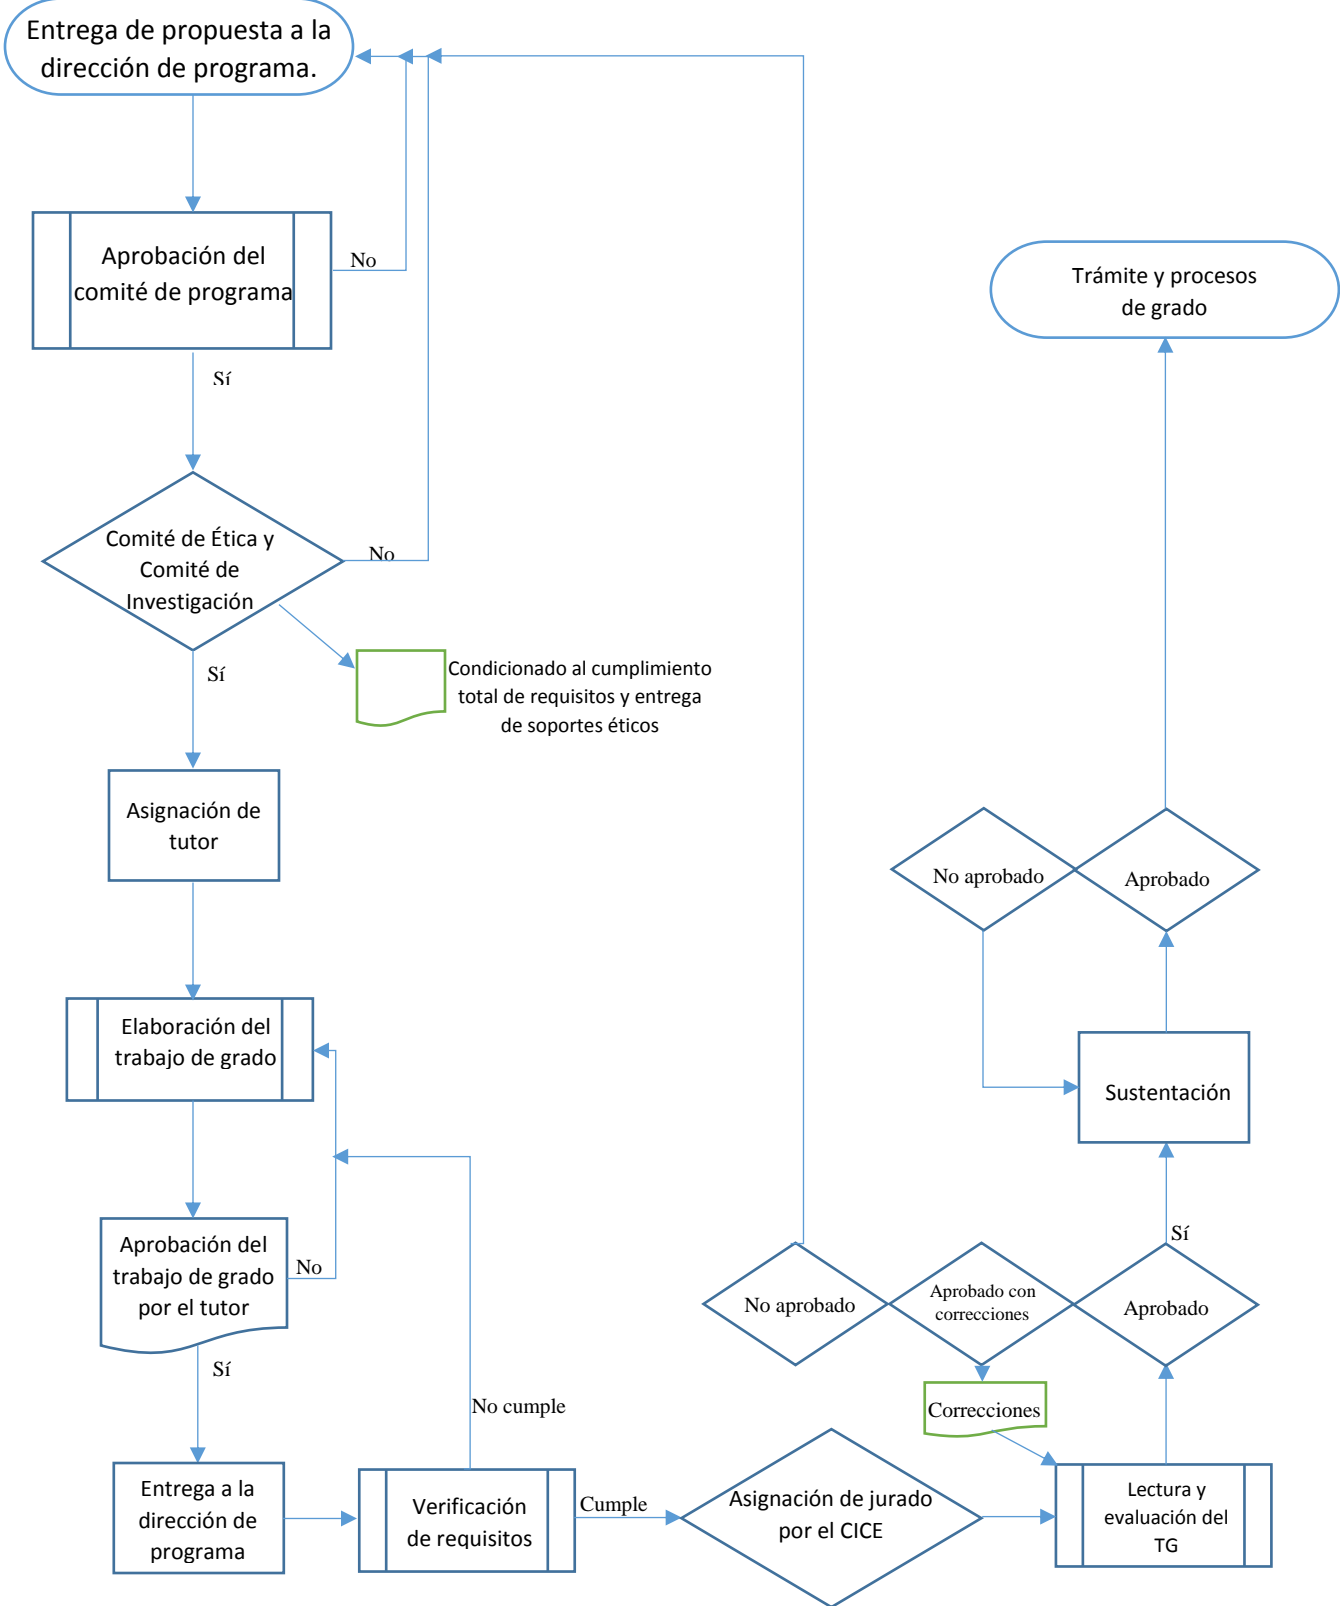 Entrega de propuesta a la
dirección de programa.
Aprobación del
comité de programa
No
Sí
Comité de Ética y
Comité de
Investigación
No
Sí
Condicionado al cumplimiento
total de requisitos y entrega
de soportes éticos
Asignación de
tutor
Elaboración del
trabajo de grado
Aprobación del
trabajo de grado
por el tutor
No
Sí
Entrega a la
dirección de
programa
Verificación
de requisitos
No cumple
Cumple
Asignación de jurado
por el CICE
Lectura y
evaluación del
TG
Correcciones
No aprobado
Aprobado con
correcciones
Aprobado
Sí
Sustentación
No aprobado
Aprobado
Trámite y procesos
de grado